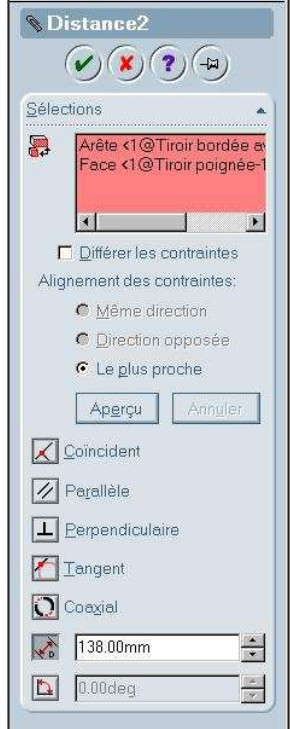 Distance2
Sélections
Arête <1@Tiroir bordée a
Face <1@Tiroir poignée-1
Différer les contraintes
Alignement des contraintes:
Même direction
Direction opposée
Le plus proche
Aperçu Annuler
Coïncident
Parallèle
Perpendiculaire
Tangent
Coaxial
138.00mm
0.00deg